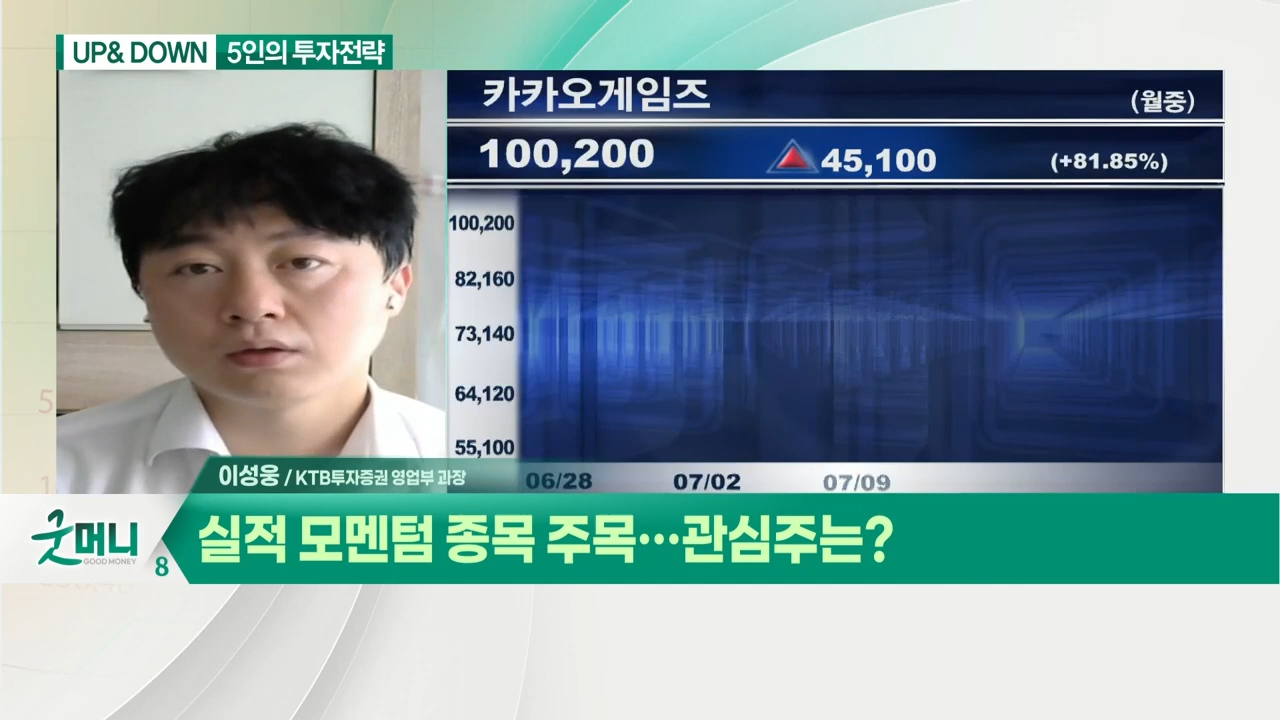 UP& DOWN 5인의 투자전략
카카오게임즈 (월중)
100,200 45,100 (+81.85%)
100,200
82,160
73,140
64,120
55,100
06/28 07/02 07/09
이성웅 / KTB투자증권 영업부 과장
굿머니
GOOD MONEY
8
실적 모멘텀 종목 주목…관심주는?